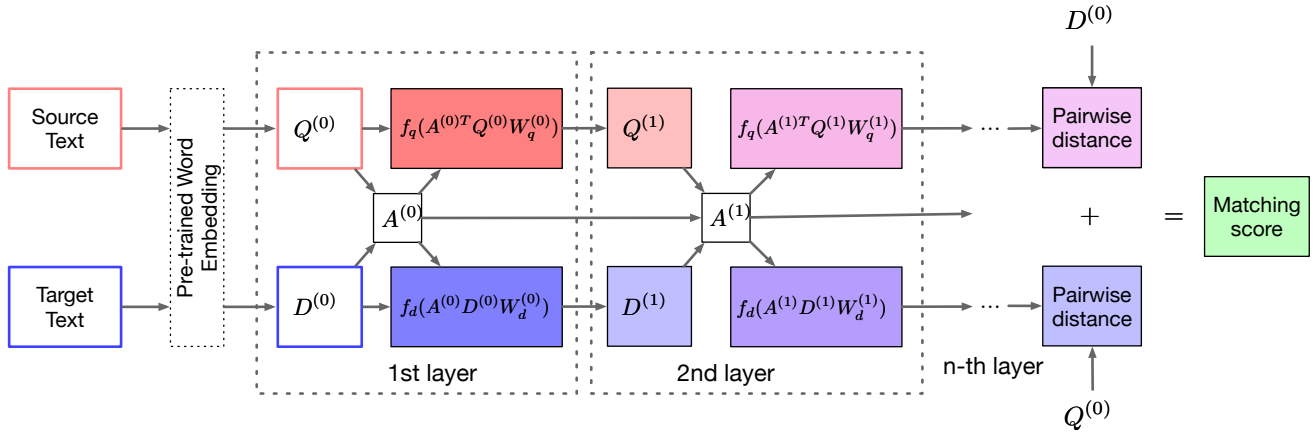 D^{(0)}
Source
Text
Pre-trained Word
Embedding
Q^{(0)}
f_q(A^{(0)T}Q^{(0)}W_q^{(0)})
Q^{(1)}
f_q(A^{(1)T}Q^{(1)}W_q^{(1)})
...
Pairwise
distance
A^{(0)}
A^{(1)}
+
=
Matching
score
Target
Text
D^{(0)}
f_d(A^{(0)}D^{(0)}W_d^{(0)})
D^{(1)}
f_d(A^{(1)}D^{(1)}W_d^{(1)})
...
Pairwise
distance
1st layer
2nd layer
n-th layer
Q^{(0)}